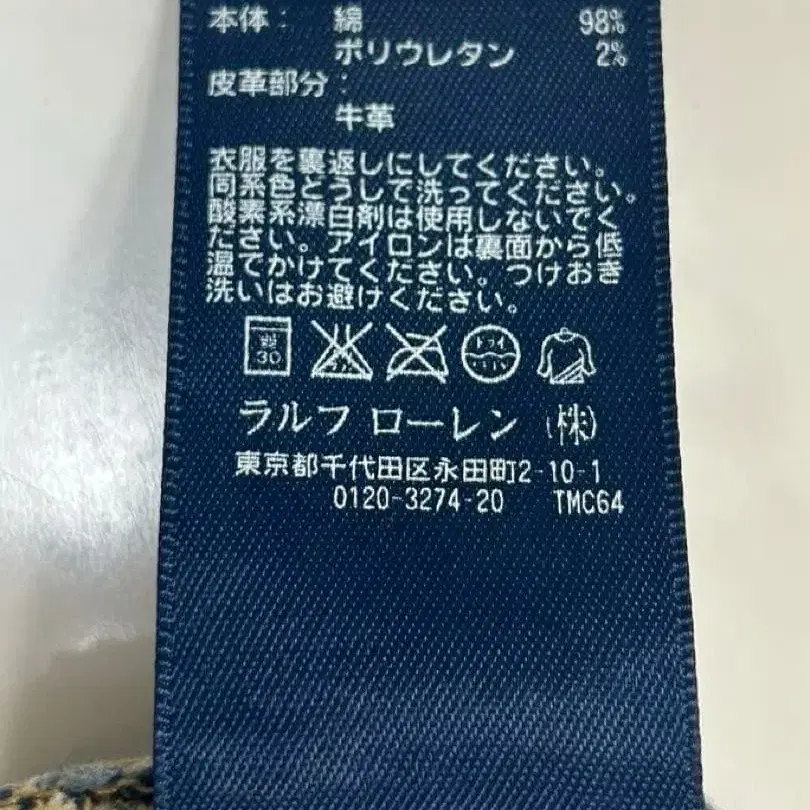 本体: 綿 98%
ポリウレタン 2%
皮革部分:
牛革
衣服を裏返しにしてください。
同系色どうしで洗ってください。
酸素系漂白剤は使用しないでく
ださい。アイロンは裏面から低
温でかけてください。つけおき
洗いはお避けください。
弱 30 ドライ
ラルフ ローレン (株)
東京都千代田区永田町2-10-1
0120-3274-20 TMC64